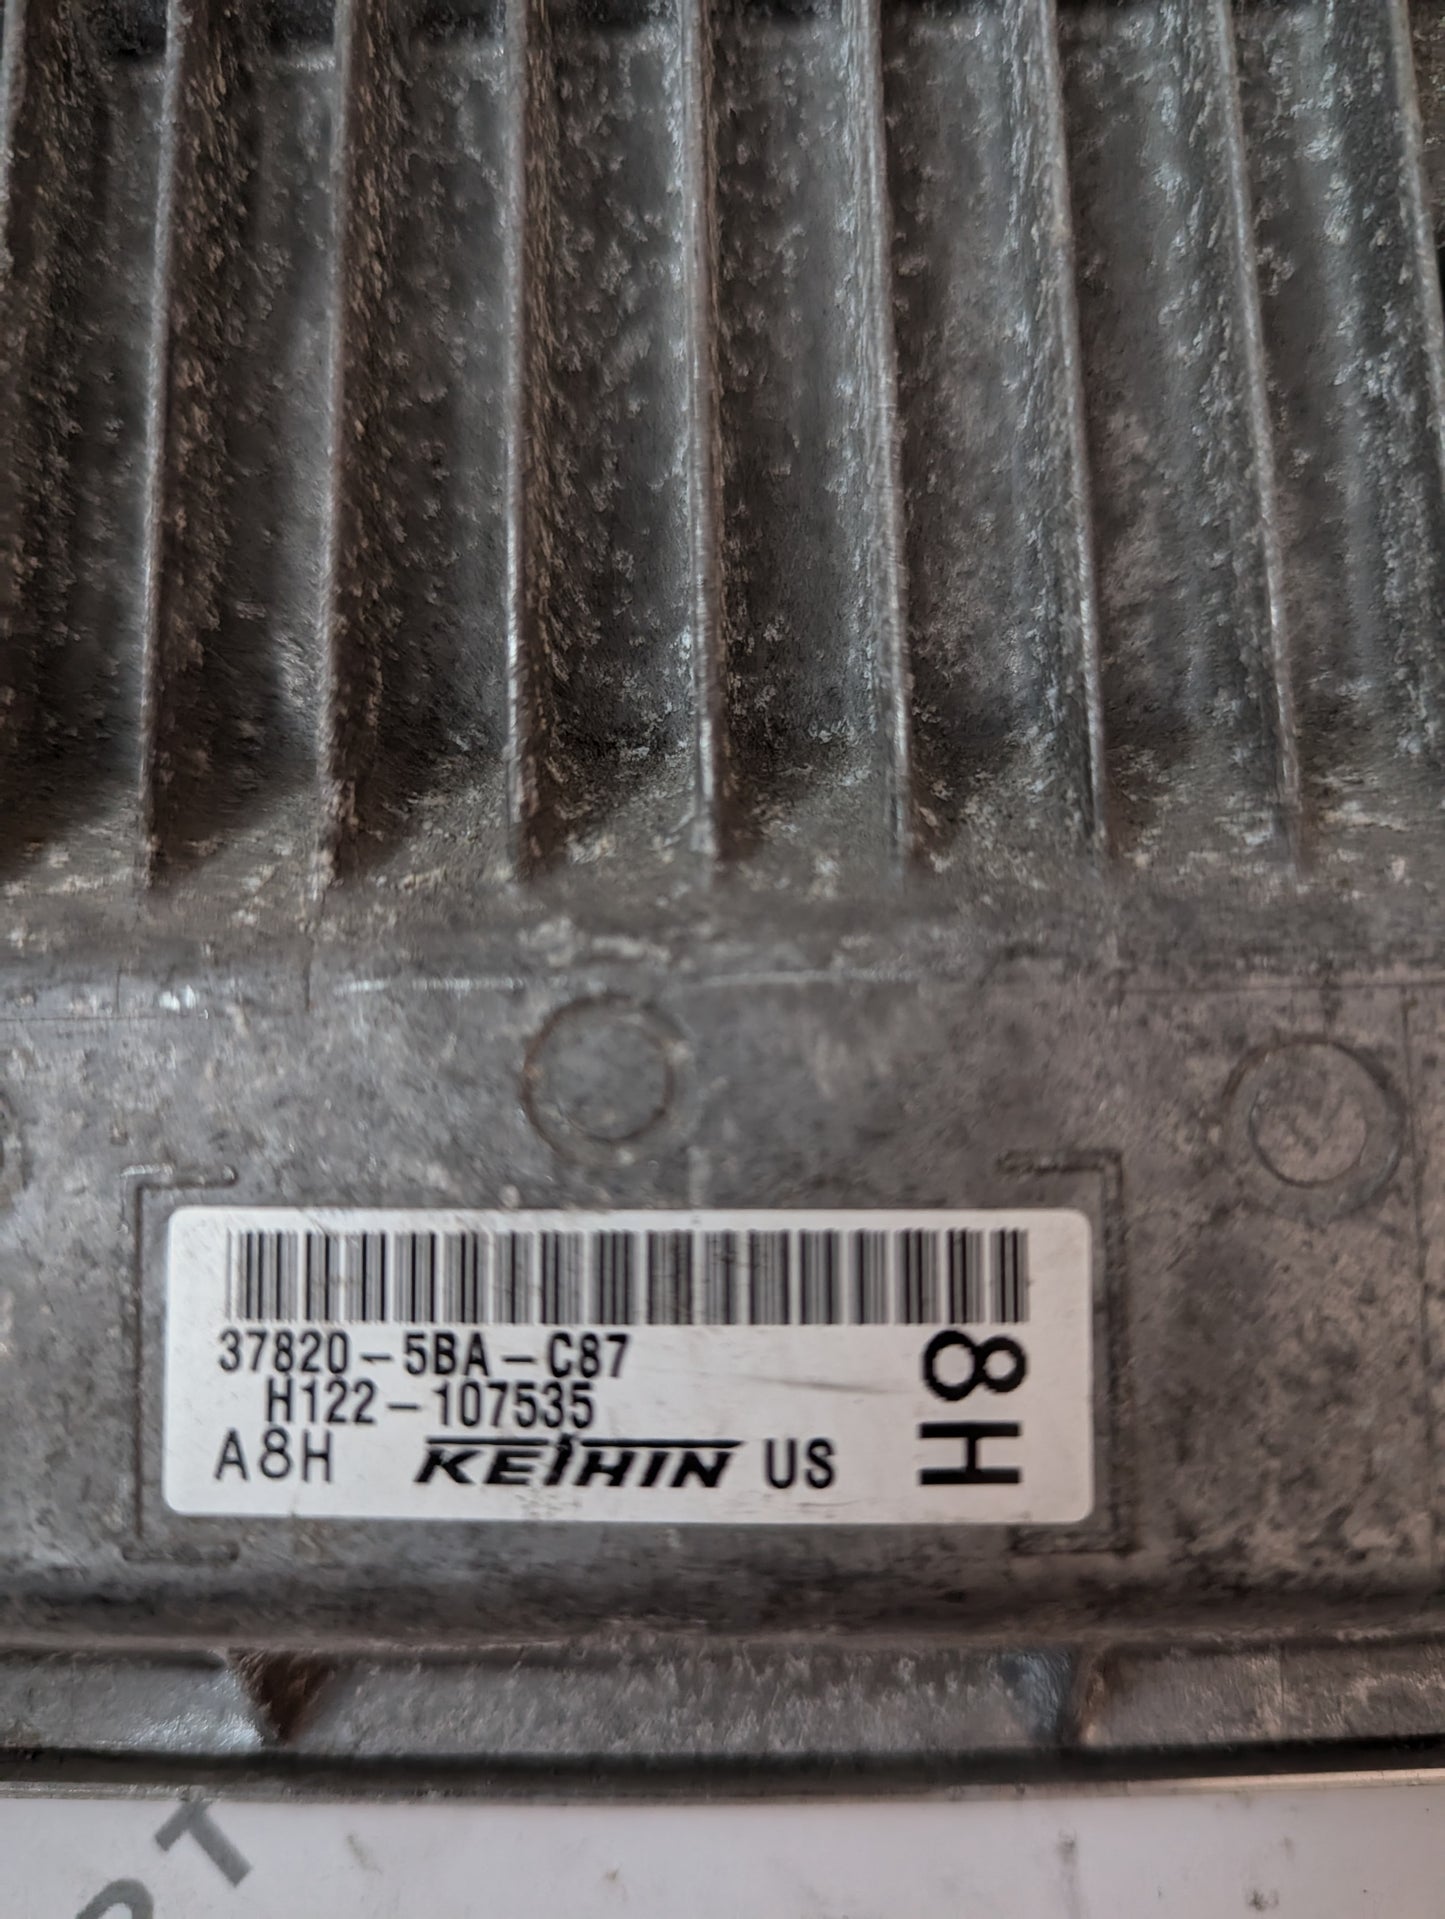 37820-5BA-C87
H122-107535
A8H KEIHIN US
H8